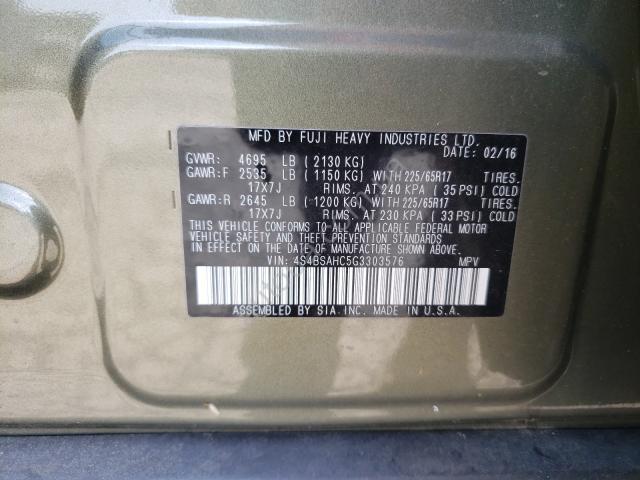 MFD BY FUJI HEAVY INDUSTRIES LTD.
DATE: 02/16
GVWR: 4695 LB (2130 KG)
GAWR:F 2535 LB (1150 KG) WITH 225/65R17 TIRES.
17X7J RIMS. AT 240 KPA (35 PSI) COLD
GAWR:R 2645 LB (1200 KG) WITH 225/65R17 TIRES.
17X7J RIMS. AT 230 KPA (33 PSI) COLD
THIS VEHICLE CONFORMS TO ALL APPLICABLE FEDERAL MOTOR
VEHICLE SAFETY AND THEFT PREVENTION STANDARDS IN
EFFECT ON THE DATE OF MANUFACTURE SHOWN ABOVE.
VIN: 4S4BSAHC5G3303576 MPV
ASSEMBLED BY SIA.INC. MADE IN U.S.A.